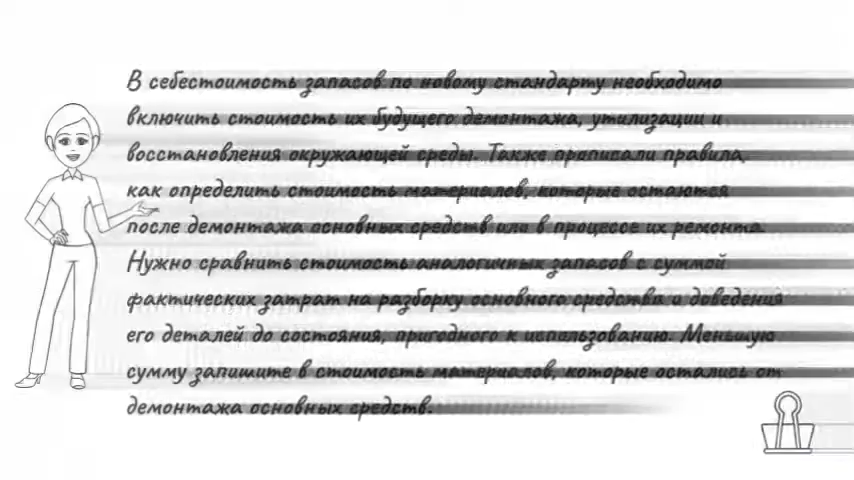 В себестоимость запасов по новому стандарту необходимо
включить стоимость их будущего демонтажа, утилизации и
восстановления окружающей среды. Также прописали правила,
как определить стоимость материалов, которые остаются
после демонтажа основных средств или в процессе их ремонта.
Нужно сравнить стоимость аналогичных запасов с суммой
фактических затрат на разборку основного средства и доведения
его деталей до состояния, пригодного к использованию. Меньшую
сумму запишите в стоимость материалов, которые остались от
демонтажа основных средств.